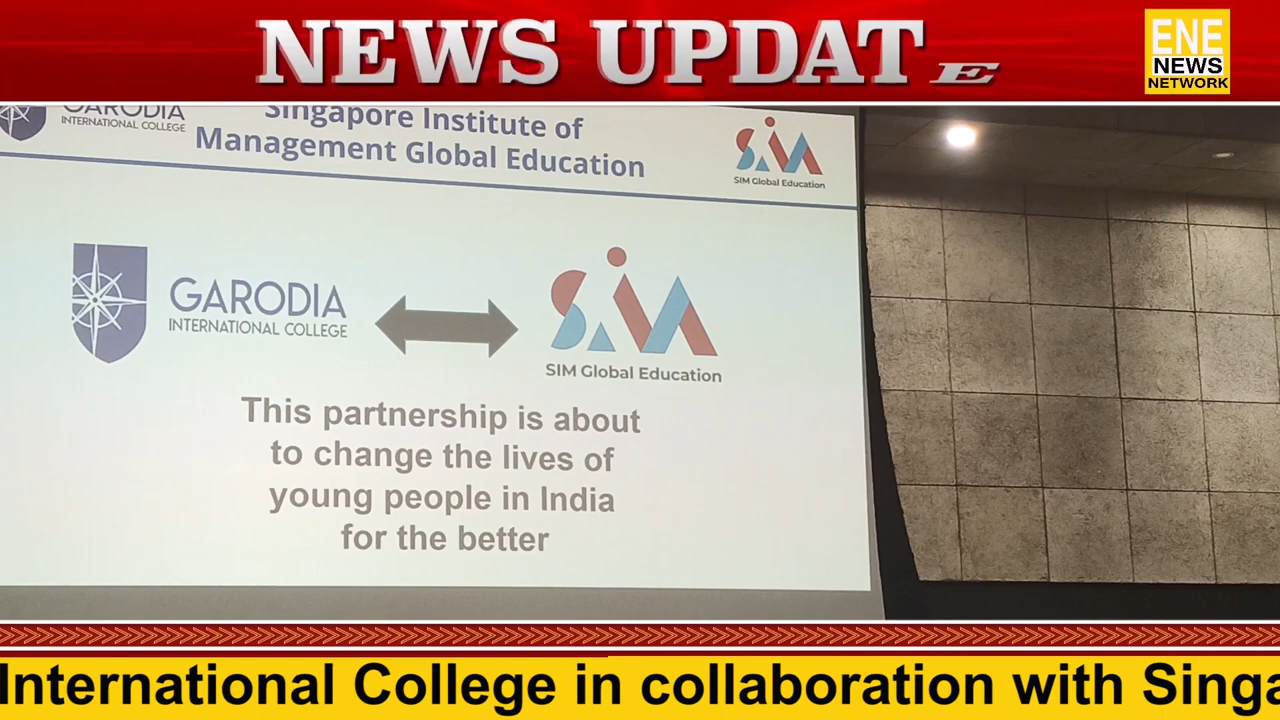 NEWS UPDATE
ENE
NEWS
NETWORK
GARODIA
INTERNATIONAL COLLEGE
Singapore Institute of
Management Global Education
SIM
SIM Global Education
GARODIA
INTERNATIONAL COLLEGE
SIM
SIM Global Education
This partnership is about
to change the lives of
young people in India
for the better
International College in collaboration with Singa